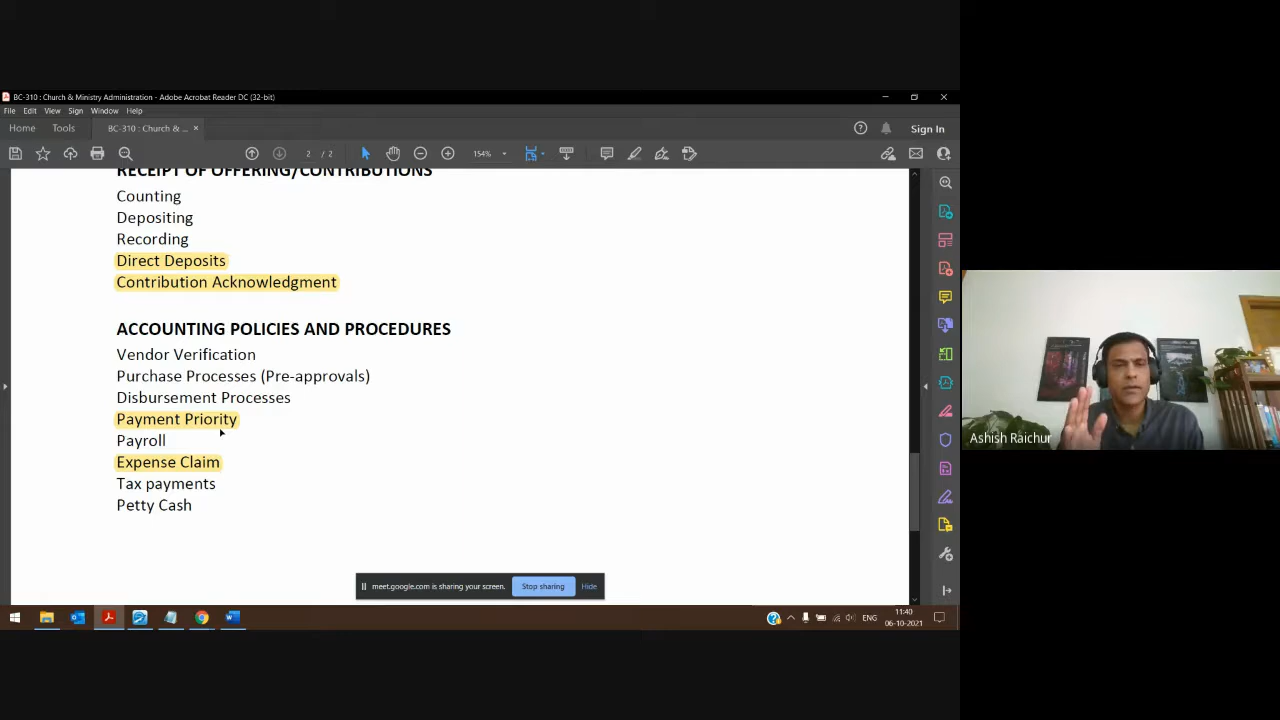 BC-310 : Church & Ministry Administration - Adobe Acrobat Reader DC (32-bit)
File Edit View Sign Window Help
Home Tools BC-310 : Church & ... × Sign In
2 / 2 154%
RECEIPT OF OFFERING/CONTRIBUTIONS
Counting
Depositing
Recording
Direct Deposits
Contribution Acknowledgment
ACCOUNTING POLICIES AND PROCEDURES
Vendor Verification
Purchase Processes (Pre-approvals)
Disbursement Processes
Payment Priority
Payroll
Expense Claim
Tax payments
Petty Cash
Ashish Raichur
meet.google.com is sharing your screen. Stop sharing Hide
ENG
11:40
06-10-2021